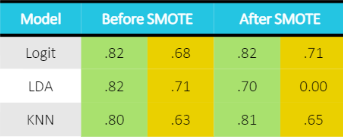 Model Before SMOTE After SMOTE
Logit .82 .68 .82 .71
LDA .82 .71 .70 0.00
KNN .80 .63 .81 .65